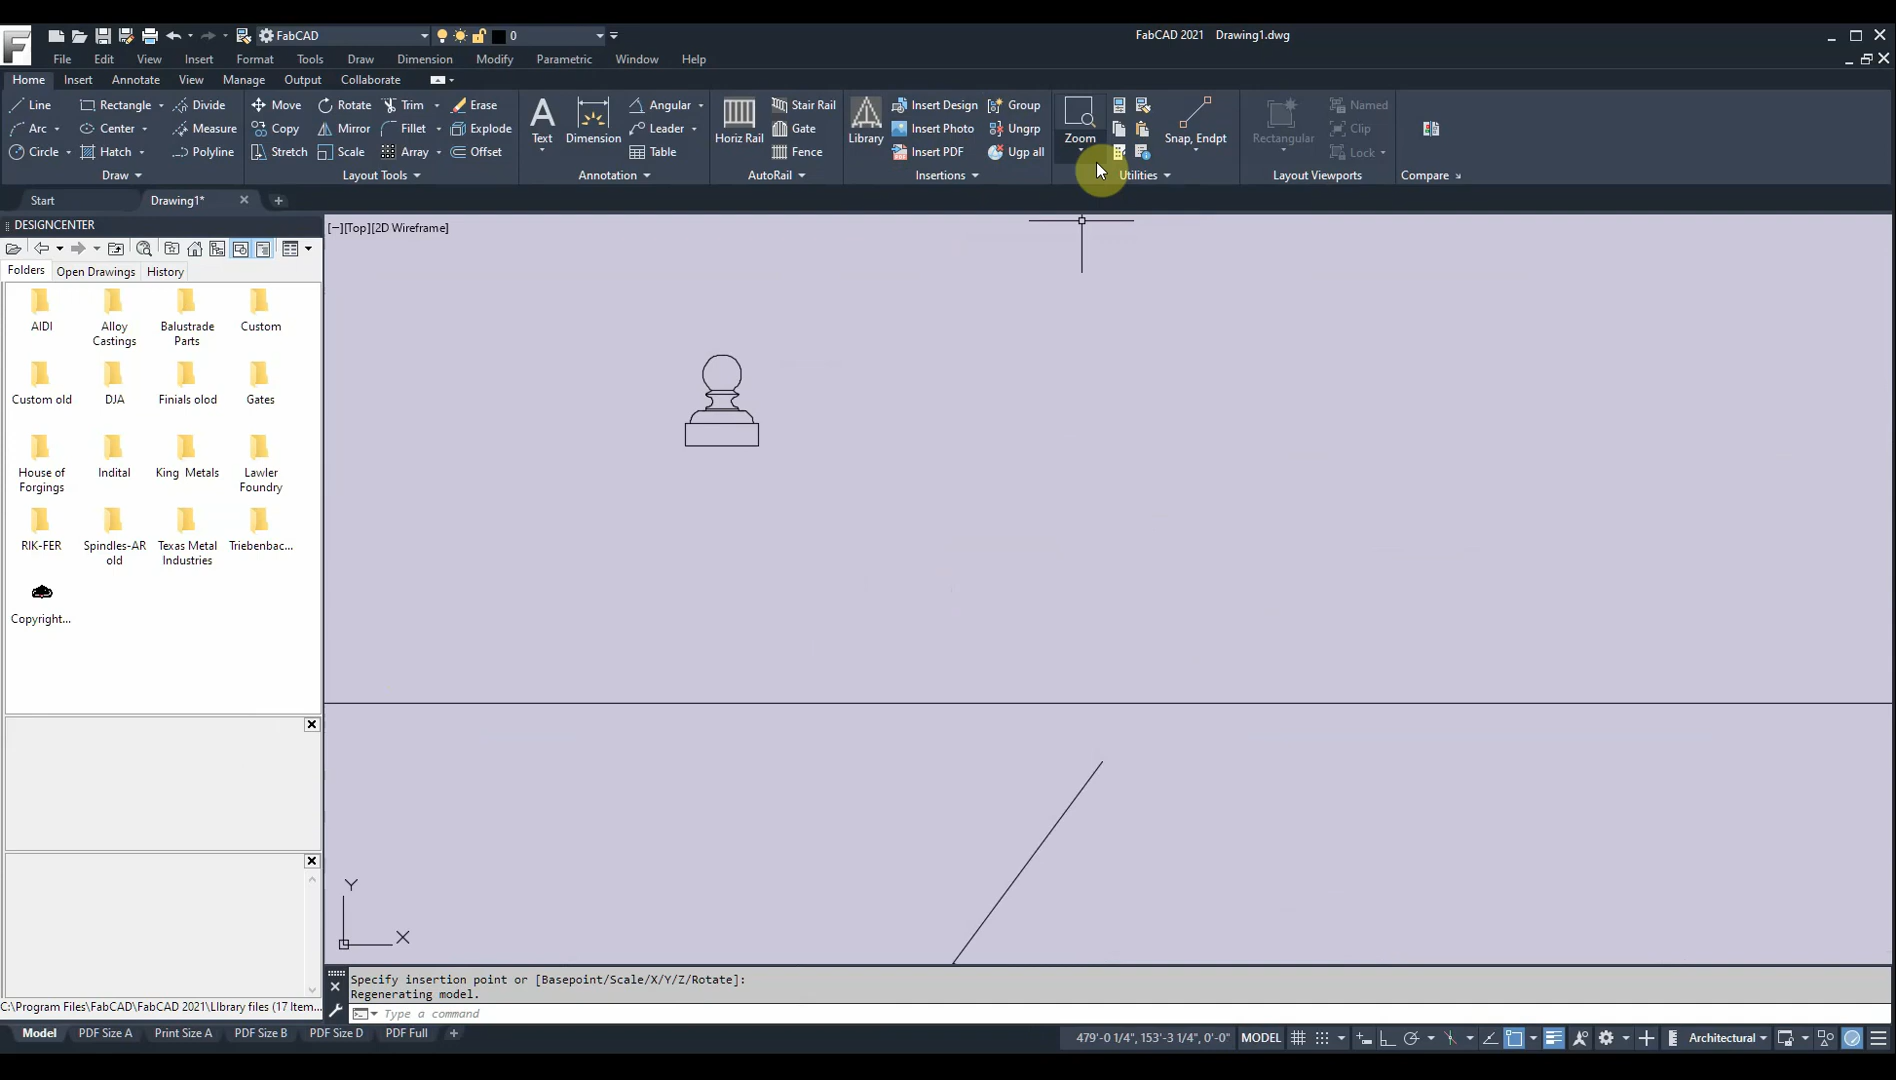 FabCAD 0 FabCAD 2021 Drawing1.dwg
File Edit View Insert Format Tools Draw Dimension Modify Parametric Window Help
Home Insert Annotate View Manage Output Collaborate
Line Rectangle Divide Move Rotate Trim Erase Angular Stair Rail Insert Design Group Named
Arc Center Measure Copy Mirror Fillet Explode Text Dimension Leader Horiz Rail Gate Library Insert Photo Ungrp Zoom Snap, Endpt Rectangular Clip
Circle Hatch Polyline Stretch Scale Array Offset Table Fence Insert PDF Ugp all Lock
Draw Layout Tools Annotation AutoRail Insertions Utilities Layout Viewports Compare
Start Drawing1*
DESIGNCENTER
[−][Top][2D Wireframe]
Folders Open Drawings History
AIDI Alloy Balustrade Custom
Castings Parts
Custom old DJA Finials olod Gates
House of Indital King Metals Lawler
Forgings Foundry
RIK-FER Spindles-AR Texas Metal Triebenbac...
old Industries
Copyright...
Y
X
Specify insertion point or [Basepoint/Scale/X/Y/Z/Rotate]:
Regenerating model.
C:\Program Files\FabCAD\FabCAD 2021\LIbrary files (17 Item...
Type a command
Model PDF Size A Print Size A PDF Size B PDF Size D PDF Full
479'-0 1/4", 153'-3 1/4", 0'-0" MODEL Architectural